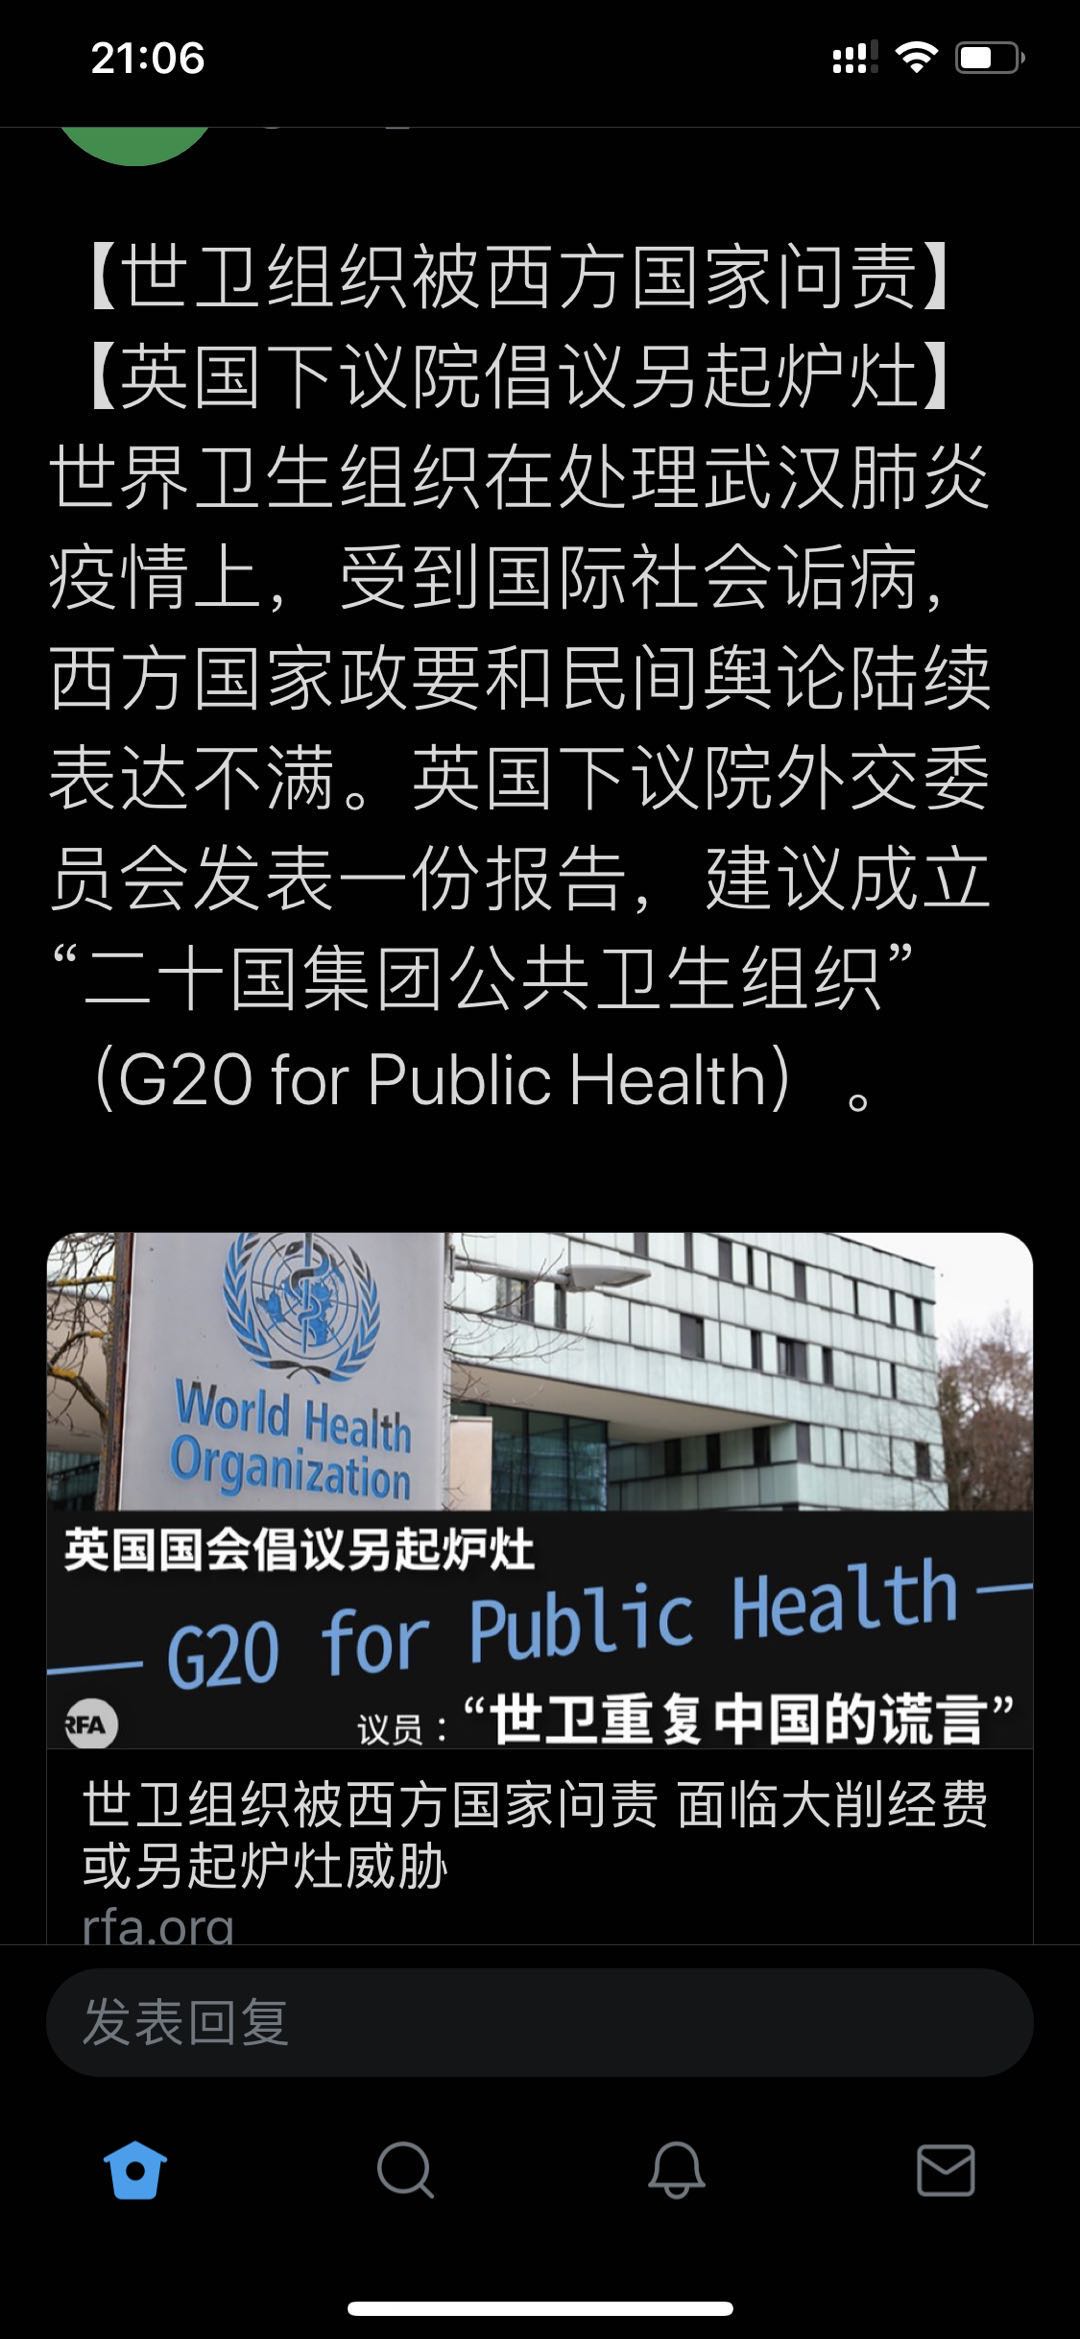 21:06
【世卫组织被西方国家问责】
【英国下议院倡议另起炉灶】
世界卫生组织在处理武汉肺炎
疫情上，受到国际社会诟病，
西方国家政要和民间舆论陆续
表达不满。英国下议院外交委
员会发表一份报告，建议成立
“二十国集团公共卫生组织”
（G20 for Public Health）。
World Health
Organization
英国国会倡议另起炉灶
G20 for Public Health
RFA
议员：“世卫重复中国的谎言”
世卫组织被西方国家问责 面临大削经费
或另起炉灶威胁
rfa.org
发表回复